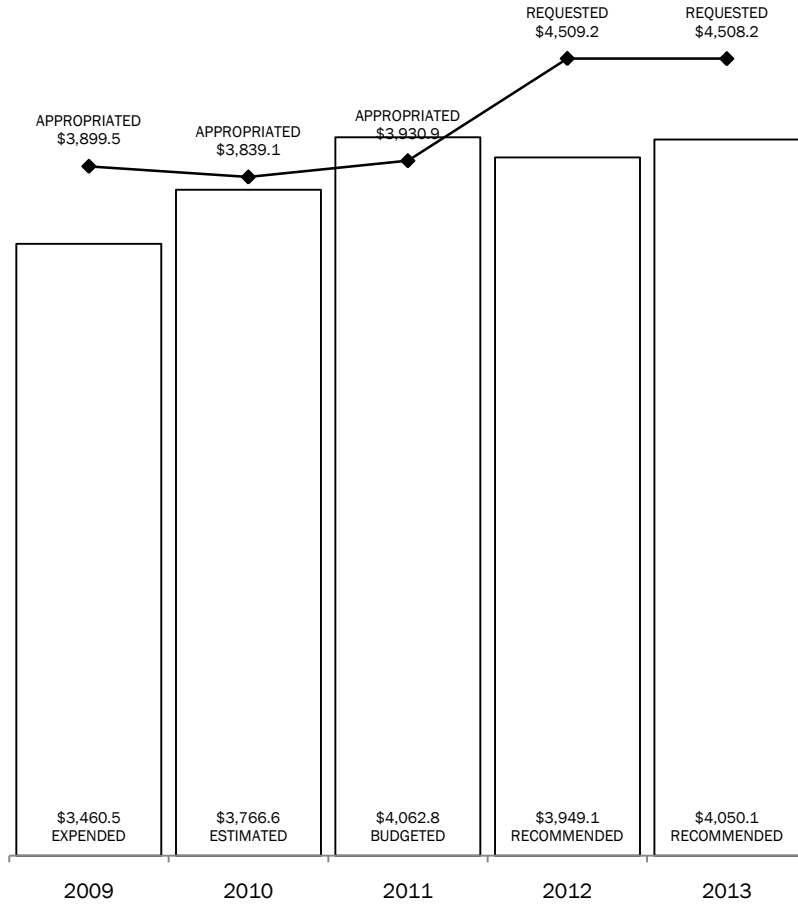 REQUESTED
$4,509.2
REQUESTED
$4,508.2
APPROPRIATED
$3,899.5
APPROPRIATED
$3,839.1
APPROPRIATED
$3,930.9
$3,460.5
EXPENDED
$3,766.6
ESTIMATED
$4,062.8
BUDGETED
$3,949.1
RECOMMENDED
$4,050.1
RECOMMENDED
2009
2010
2011
2012
2013